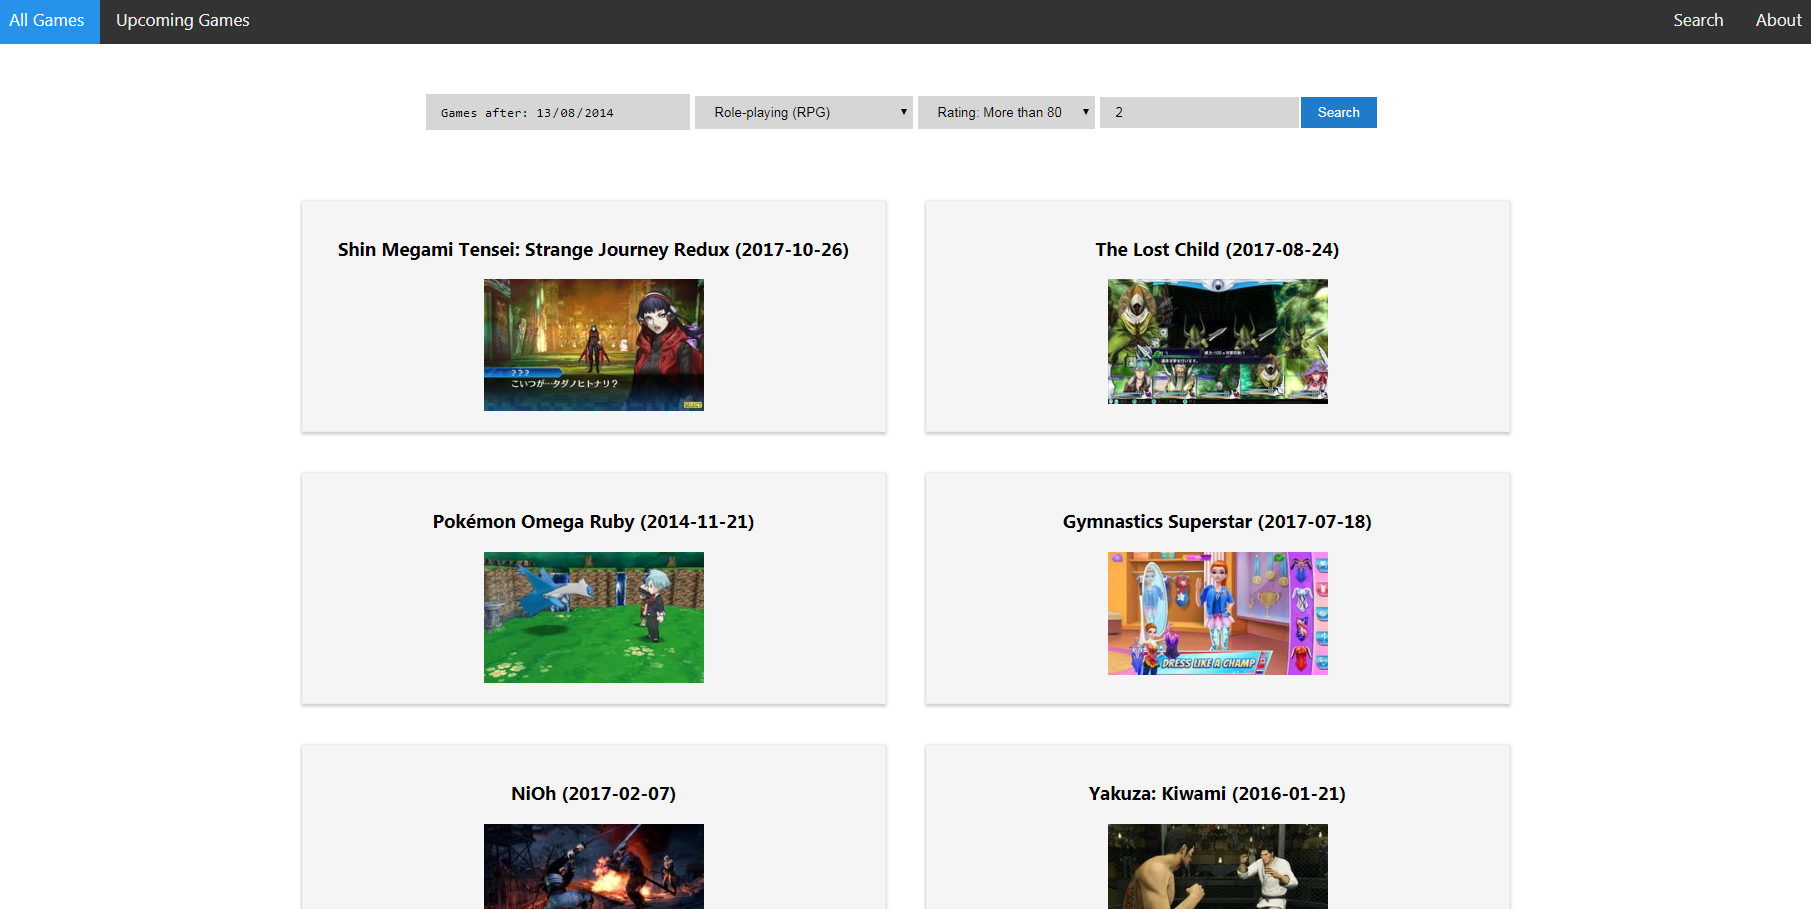 All Games Upcoming Games Search About
Games after: 13/08/2014 Role-playing (RPG) Rating: More than 80 2 Search
Shin Megami Tensei: Strange Journey Redux (2017-10-26)
The Lost Child (2017-08-24)
???
こいつが…タダノヒトナリ?
SELECT
Pokémon Omega Ruby (2014-11-21)
Gymnastics Superstar (2017-07-18)
DRESS LIKE A CHAMP
NiOh (2017-02-07)
Yakuza: Kiwami (2016-01-21)